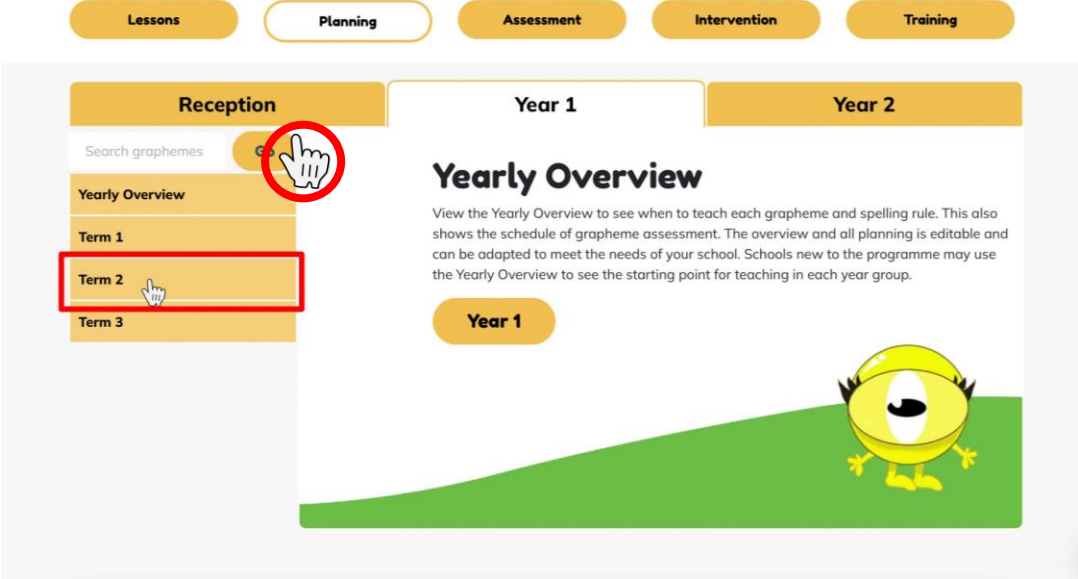 Lessons
Planning
Assessment
Intervention
Training
Reception
Year 1
Year 2
Search graphemes
Go
Yearly Overview
Term 1
Term 2
Term 3
Yearly Overview
View the Yearly Overview to see when to teach each grapheme and spelling rule. This also
shows the schedule of grapheme assessment. The overview and all planning is editable and
can be adapted to meet the needs of your school. Schools new to the programme may use
the Yearly Overview to see the starting point for teaching in each year group.
Year 1